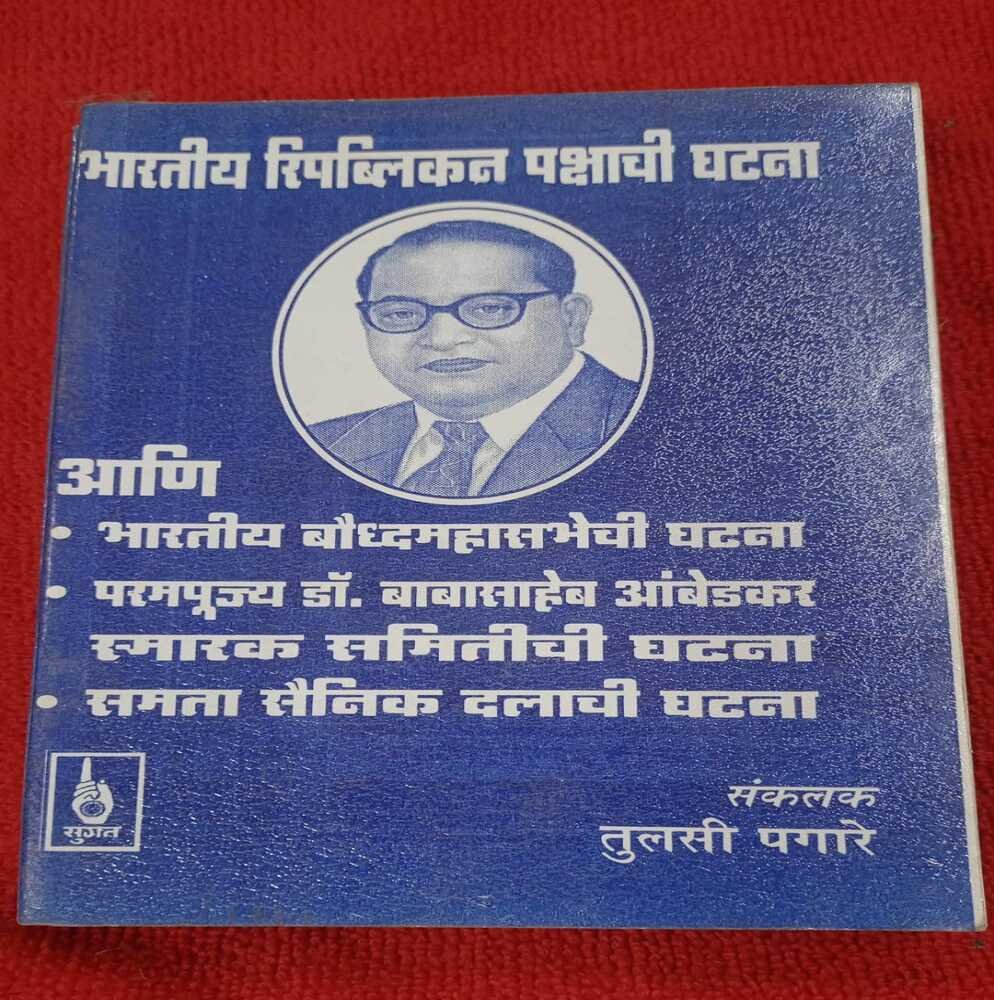 भारतीय रिपब्लिकन पक्षाची घटना
आणि
• भारतीय बौध्दमहासभेची घटना
• परमपूज्य डॉ. बाबासाहेब आंबेडकर
स्मारक समितीची घटना
• समता सैनिक दलाची घटना
सुगत
संकलक
तुलसी पगारे